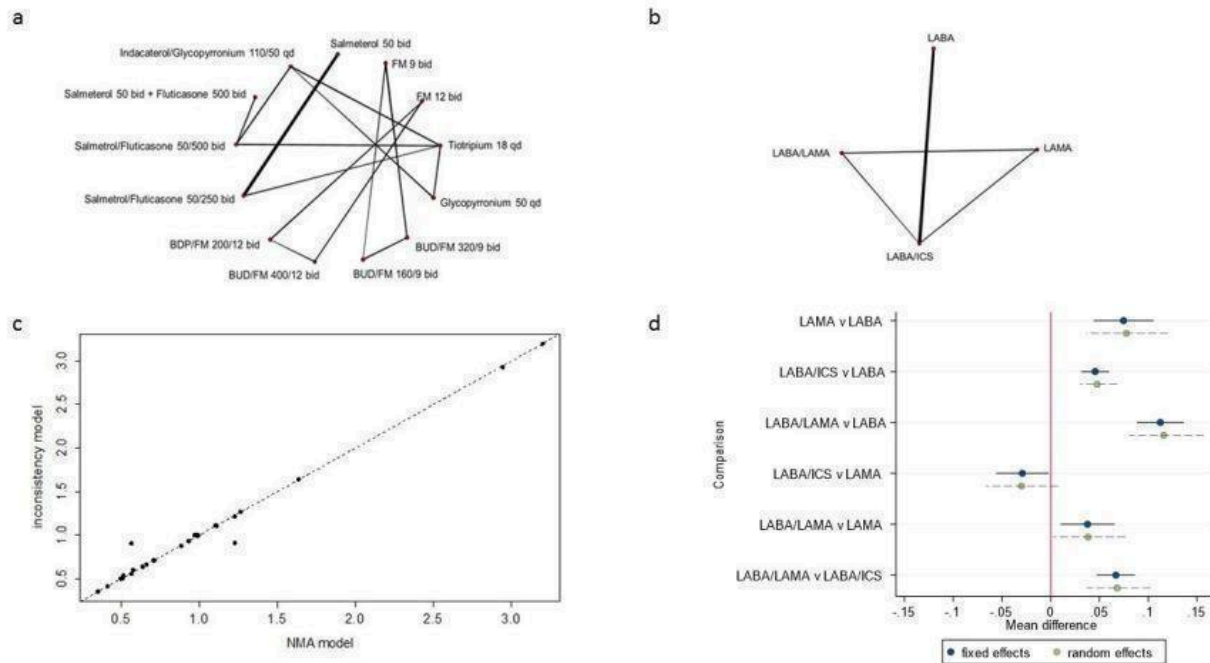 a
Salmeterol 50 bid
Indacaterol/Glycopyrronium 110/50 qd
FM 9 bid
Salmeterol 50 bid + Fluticasone 500 bid
FM 12 bid
Salmetrol/Fluticasone 50/500 bid
Tiotripium 18 qd
Salmetrol/Fluticasone 50/250 bid
Glycopyrronium 50 qd
BDP/FM 200/12 bid
BUD/FM 320/9 bid
BUD/FM 400/12 bid
BUD/FM 160/9 bid
b
LABA
LABA/LAMA
LAMA
LABA/ICS
c
inconsistency model
3.0
2.5
2.0
1.5
1.0
0.5
0.5 1.0 1.5 2.0 2.5 3.0
NMA model
d
Comparison
LAMA v LABA
LABA/ICS v LABA
LABA/LAMA v LABA
LABA/ICS v LAMA
LABA/LAMA v LAMA
LABA/LAMA v LABA/ICS
-.15 -.1 -.05 0 .05 .1 .15
Mean difference
fixed effects random effects